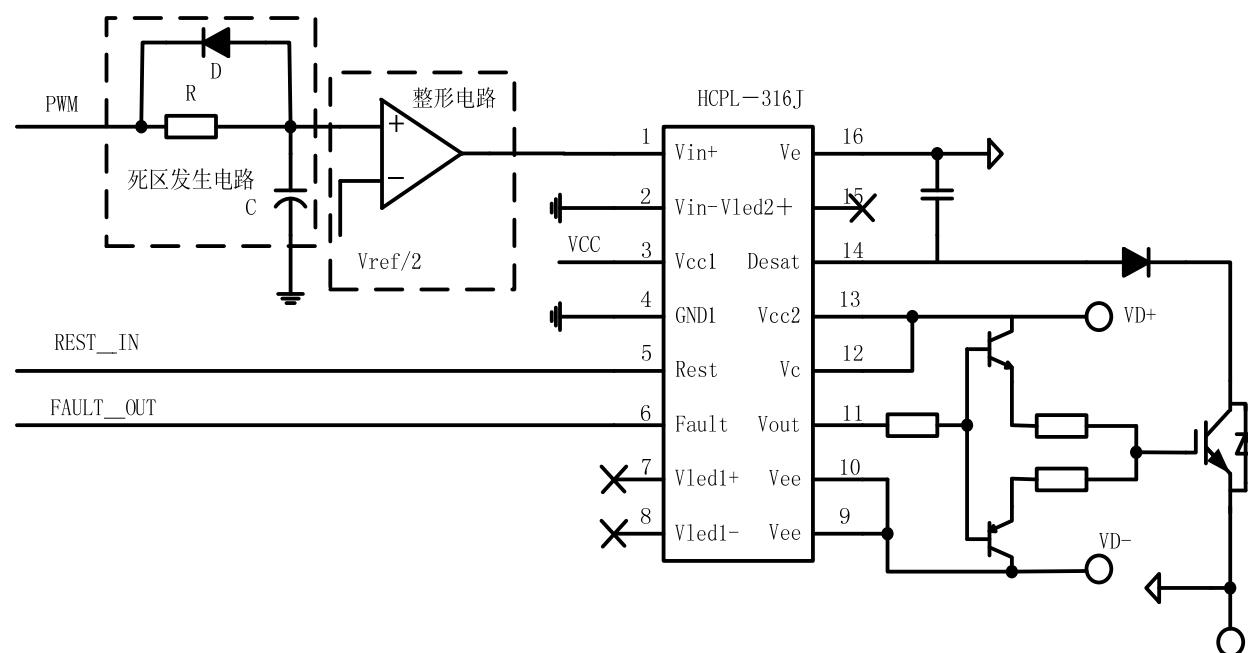 D
R
PWM
整形电路
HCPL-316J
死区发生电路
C
Vref/2
VCC
REST__IN
FAULT__OUT
1 Vin+ Ve 16
2 Vin- Vled2+ 15
3 Vcc1 Desat 14
4 GND1 Vcc2 13
5 Rest Vc 12
6 Fault Vout 11
7 Vled1+ Vee 10
8 Vled1- Vee 9
+
-
VD+
VD-